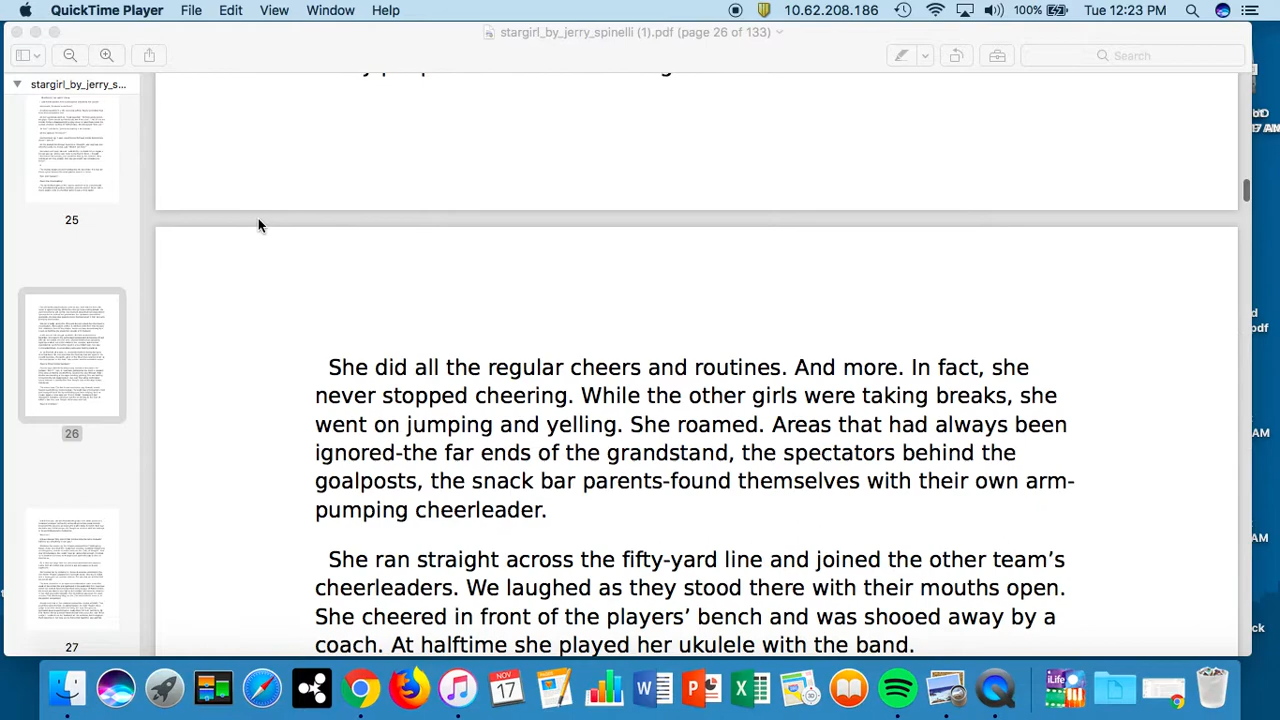 QuickTime Player File Edit View Window Help 10.62.208.186 100% Tue 12:23 PM
stargirl_by_jerry_spinelli (1).pdf (page 26 of 133)
Search
stargirl_by_jerry_s...
25
26
27
She did all the regular cheers and routines. And more. In fact, she
never stopped cheering. While the other girls were taking breaks, she
went on jumping and yelling. She roamed. Areas that had always been
ignored-the far ends of the grandstand, the spectators behind the
goalposts, the snack bar parents-found themselves with their own arm-
pumping cheerleader.
She ran straight across the fifty-yard line and joined the other team’s
cheerleaders. We laughed as they stood there with their mouths open.
She cheered in front of the players’ bench and was shooed away by a
coach. At halftime she played her ukulele with the band.
NOV
17
iLife